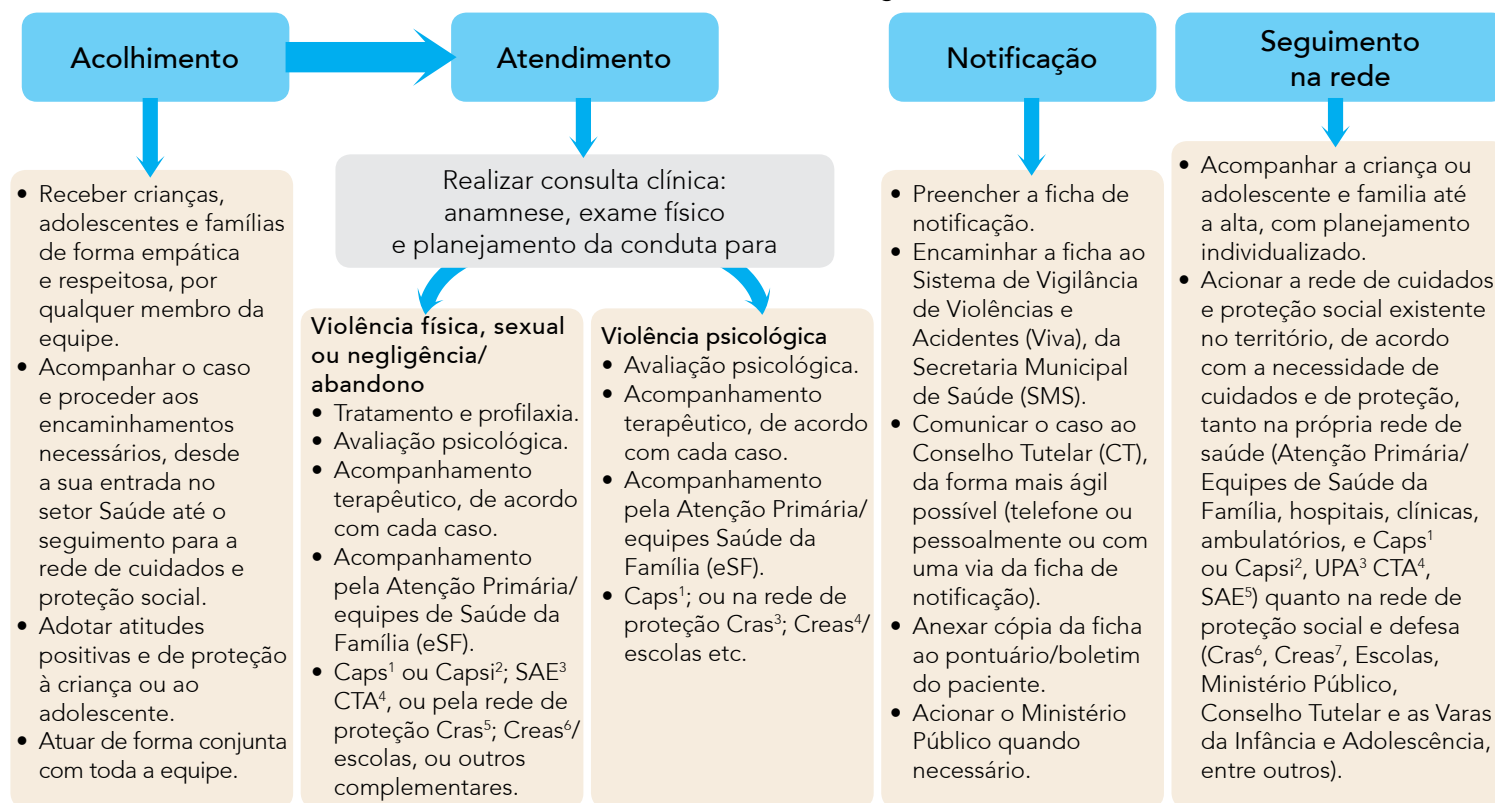 Acolhimento
Atendimento
Notificação
Seguimento
na rede
• Receber crianças,
adolescentes e famílias
de forma empática
e respeitosa, por
qualquer membro da
equipe.
• Acompanhar o caso
e proceder aos
encaminhamentos
necessários, desde
a sua entrada no
setor Saúde até o
seguimento para a
rede de cuidados e
proteção social.
• Adotar atitudes
positivas e de proteção
à criança ou ao
adolescente.
• Atuar de forma conjunta
com toda a equipe.
Realizar consulta clínica:
anamnese, exame físico
e planejamento da conduta para
Violência física, sexual
ou negligência/
abandono
• Tratamento e profilaxia.
• Avaliação psicológica.
• Acompanhamento
terapêutico, de acordo
com cada caso.
• Acompanhamento
pela Atenção Primária/
equipes de Saúde da
Família (eSF).
• Caps¹ ou Capsi²; SAE³
CTA⁴, ou pela rede de
proteção Cras⁵; Creas⁶/
escolas, ou outros
complementares.
Violência psicológica
• Avaliação psicológica.
• Acompanhamento
terapêutico, de acordo
com cada caso.
• Acompanhamento
pela Atenção Primária/
equipes Saúde da
Família (eSF).
• Caps¹; ou na rede de
proteção Cras³; Creas⁴/
escolas etc.
• Preencher a ficha de
notificação.
• Encaminhar a ficha ao
Sistema de Vigilância
de Violências e
Acidentes (Viva), da
Secretaria Municipal
de Saúde (SMS).
• Comunicar o caso ao
Conselho Tutelar (CT),
da forma mais ágil
possível (telefone ou
pessoalmente ou com
uma via da ficha de
notificação).
• Anexar cópia da ficha
ao pontuário/boletim
do paciente.
• Acionar o Ministério
Público quando
necessário.
• Acompanhar a criança ou
adolescente e familia até
a alta, com planejamento
individualizado.
• Acionar a rede de cuidados
e proteção social existente
no território, de acordo
com a necessidade de
cuidados e de proteção,
tanto na própria rede de
saúde (Atenção Primária/
Equipes de Saúde da
Família, hospitais, clínicas,
ambulatórios, e Caps¹
ou Capsi², UPA³ CTA⁴,
SAE⁵) quanto na rede de
proteção social e defesa
(Cras⁶, Creas⁷, Escolas,
Ministério Público,
Conselho Tutelar e as Varas
da Infância e Adolescência,
entre outros).